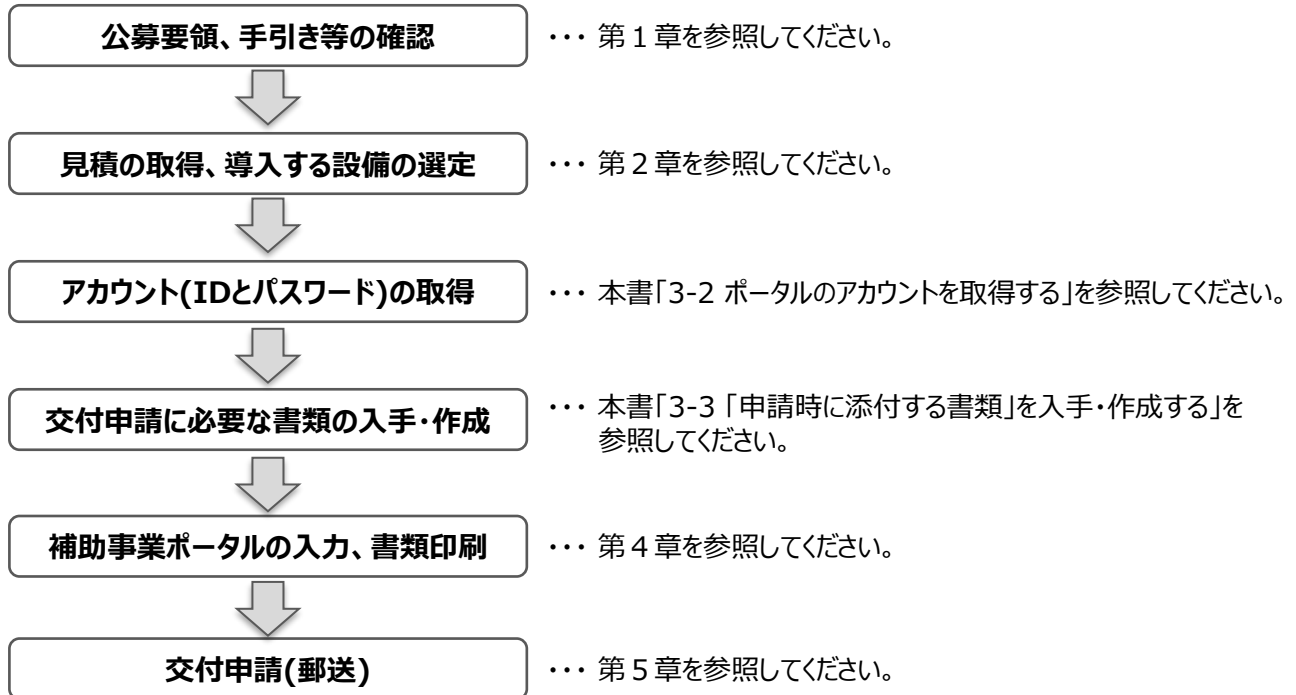 公募要領、手引き等の確認
・・・ 第１章を参照してください。
見積の取得、導入する設備の選定
・・・ 第２章を参照してください。
アカウント(IDとパスワード)の取得
・・・ 本書｢3-2 ポータルのアカウントを取得する｣を参照してください。
交付申請に必要な書類の入手・作成
・・・ 本書｢3-3 ｢申請時に添付する書類｣を入手・作成する｣を
参照してください。
補助事業ポータルの入力、書類印刷
・・・ 第４章を参照してください。
交付申請(郵送)
・・・ 第５章を参照してください。